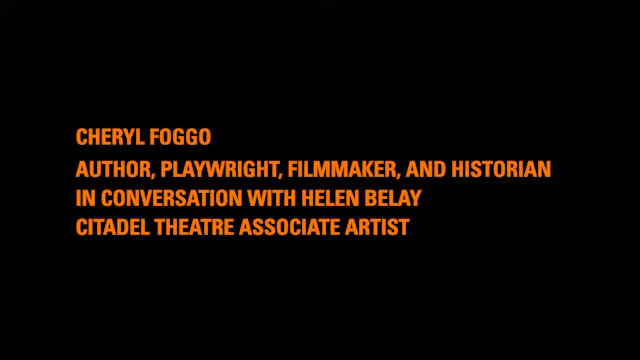 CHERYL FOGGO
AUTHOR, PLAYWRIGHT, FILMMAKER, AND HISTORIAN
IN CONVERSATION WITH HELEN BELAY
CITADEL THEATRE ASSOCIATE ARTIST